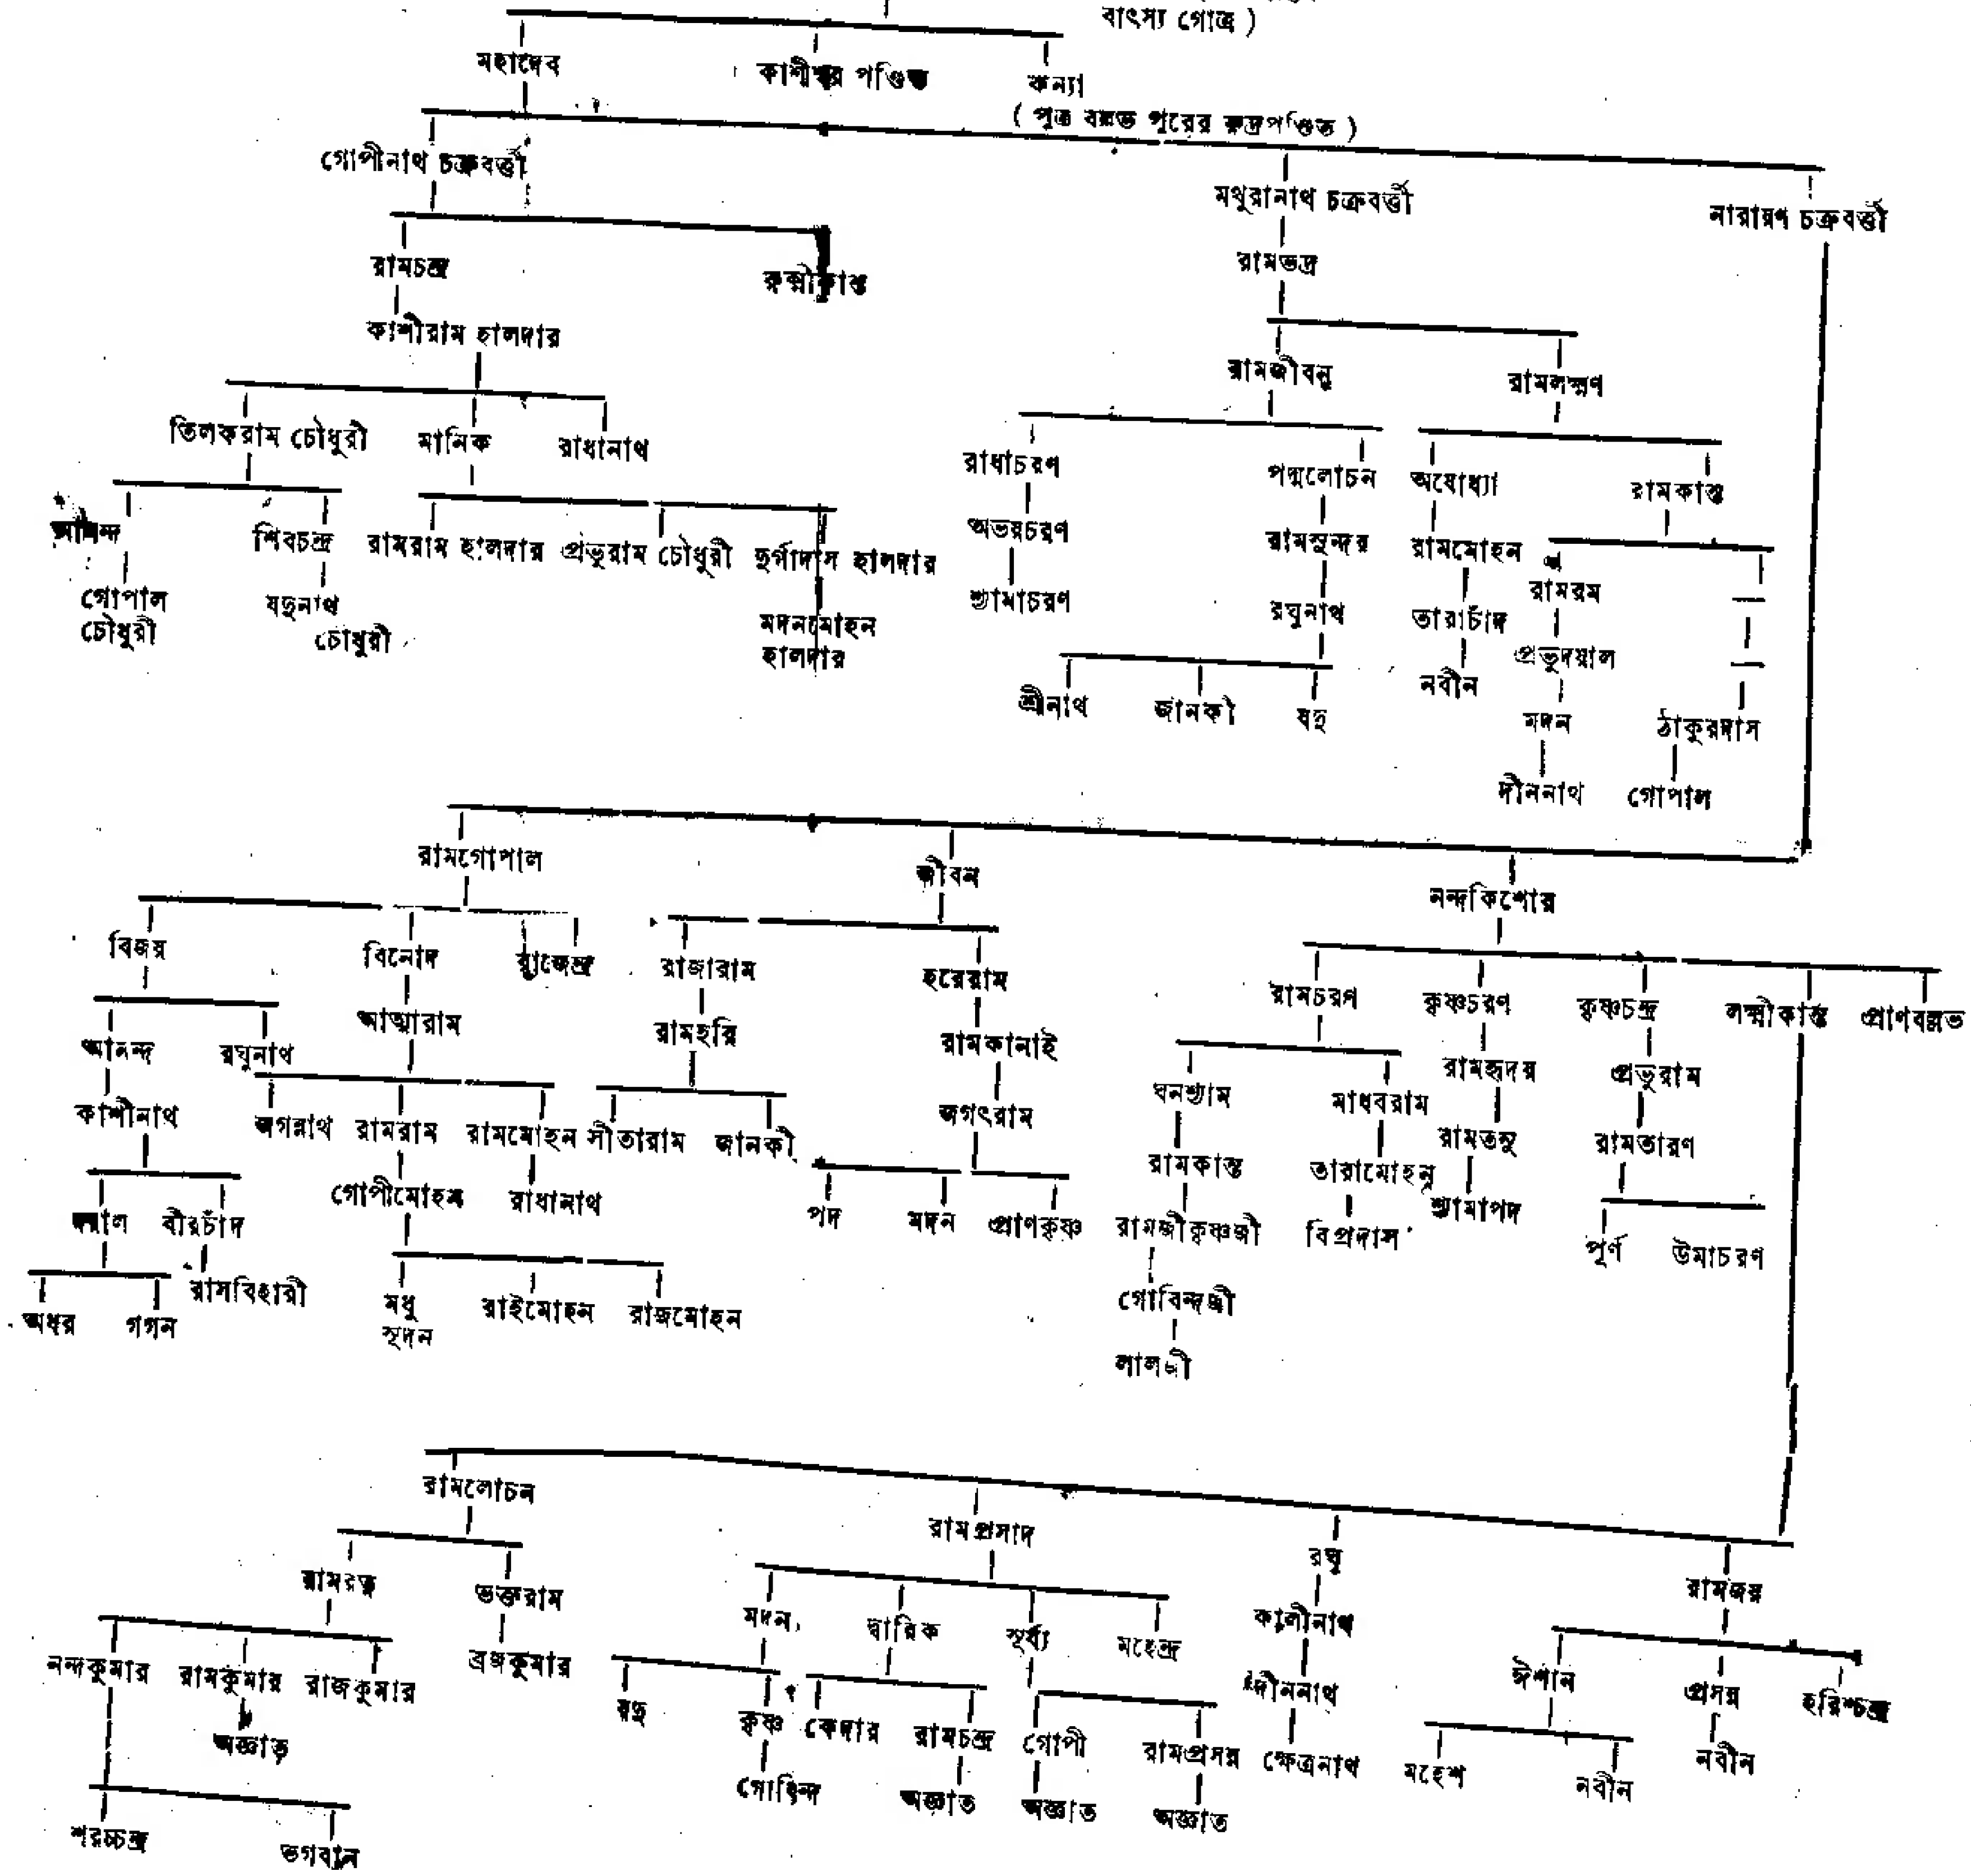 বাৎস্য গোত্র )
মহাদেব কাশীশ্বর পণ্ডিত কন্যা
( পুত্র বল্লভ পুরের রুদ্রপণ্ডিত )
গোপীনাথ চক্রবর্ত্তী মথুরানাথ চক্রবর্ত্তী নারায়ণ চক্রবর্ত্তী
রামচন্দ্র রুক্মীকান্ত রামভদ্র
কাশীরাম হালদার রামজীবন রামলক্ষ্মণ
তিলকরাম চৌধুরী মানিক রাধানাথ রাধাচরণ পদ্মলোচন অযোধ্যা রামকান্ত
আনন্দ শিবচন্দ্র রামরাম হালদার প্রভুরাম চৌধুরী দুর্গাদাস হালদার অভয়চরণ রামসুন্দর রামমোহন রামরম
গোপাল চৌধুরী যদুনাথ চৌধুরী মদনমোহন হালদার শ্যামাচরণ রঘুনাথ তারাচাঁদ প্রভুদয়াল
শ্রীনাথ জানকী যদু নবীন মদন ঠাকুরদাস
দীননাথ গোপাল
রামগোপাল জীবন নন্দকিশোর
বিজয় বিনোদ রাজেন্দ্র রাজারাম হরেরাম রামচরণ কৃষ্ণচরণ কৃষ্ণচন্দ্র লক্ষ্মীকান্ত প্রাণবল্লভ
আনন্দ রঘুনাথ আত্মারাম রামহরি রামকানাই ঘনশ্যাম মাধবরাম রামহৃদয় প্রভুরাম
কাশীনাথ জগন্নাথ রামরাম রামমোহন সীতারাম জানকী জগৎরাম রামকান্ত তারামোহন রামতনু রামতারণ
দয়াল বীরচাঁদ গোপীমোহন রাধানাথ পদ মদন প্রাণকৃষ্ণ রামজীকৃষ্ণজী বিপ্রদাস শ্যামাপদ পূর্ণ উমাচরণ
অধর গগন রাসবিহারী মধু সূদন রাইমোহন রাজমোহন গোবিন্দজী
লালজী
রামলোচন রামপ্রসাদ রঘু রামজয়
রামরত্ন ভক্তরাম মদন দ্বারিক সূর্য্য মহেন্দ্র কালীনাথ ঈশান প্রসন্ন হরিশ্চন্দ্র
নন্দকুমার রামকুমার রাজকুমার ব্রজকুমার যদু কৃষ্ণ কেদার রামচন্দ্র গোপী রামপ্রসন্ন দীননাথ মহেশ নবীন নবীন
অজ্ঞাত গোবিন্দ অজ্ঞাত অজ্ঞাত অজ্ঞাত ক্ষেত্রনাথ
শরচ্চন্দ্র ভগবান